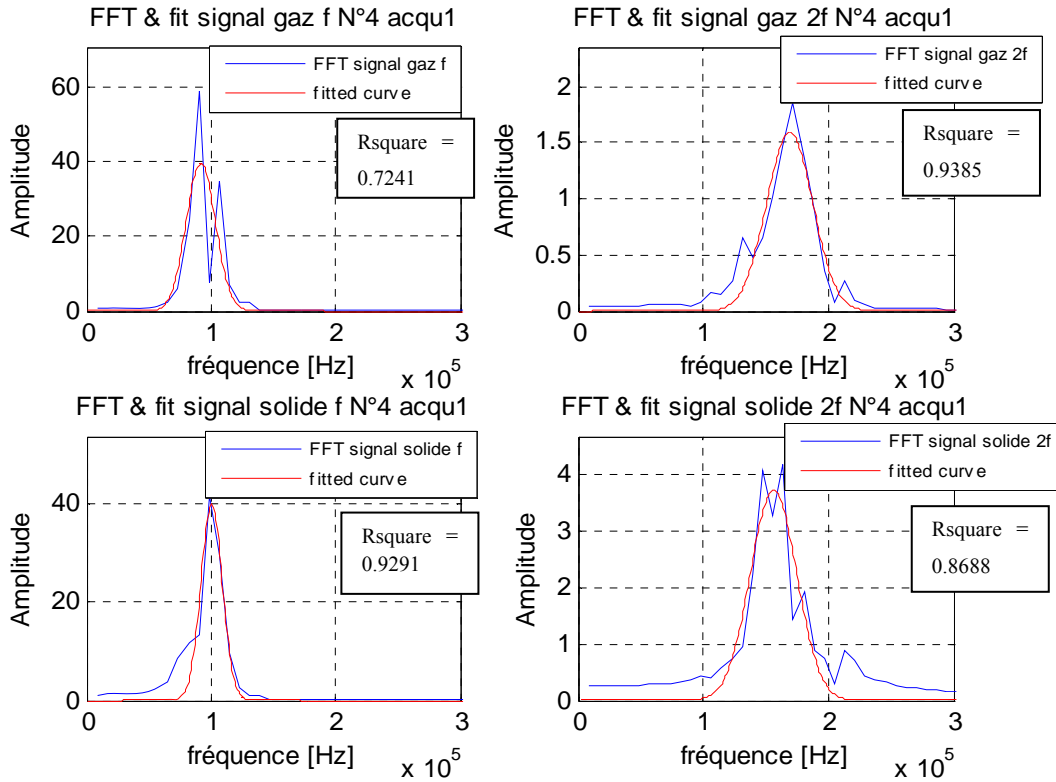 FFT & fit signal gaz f N°4 acqu1
FFT signal gaz f
fitted curve
Rsquare =
0.7241
Amplitude
60
40
20
0
0 1 2 3
fréquence [Hz]
x 10^5
FFT & fit signal gaz 2f N°4 acqu1
FFT signal gaz 2f
fitted curve
Rsquare =
0.9385
Amplitude
2
1.5
1
0.5
0
0 1 2 3
fréquence [Hz]
x 10^5
FFT & fit signal solide f N°4 acqu1
FFT signal solide f
fitted curve
Rsquare =
0.9291
Amplitude
40
20
0
0 1 2 3
fréquence [Hz]
x 10^5
FFT & fit signal solide 2f N°4 acqu1
FFT signal solide 2f
fitted curve
Rsquare =
0.8688
Amplitude
4
3
2
1
0
0 1 2 3
fréquence [Hz]
x 10^5